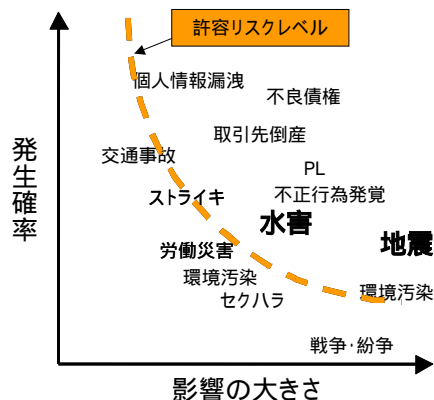 許容リスクレベル
個人情報漏洩
不良債権
取引先倒産
交通事故
PL
ストライキ
不正行為発覚
水害
地震
労働災害
環境汚染
セクハラ
環境汚染
戦争・紛争
発生確率
影響の大きさ